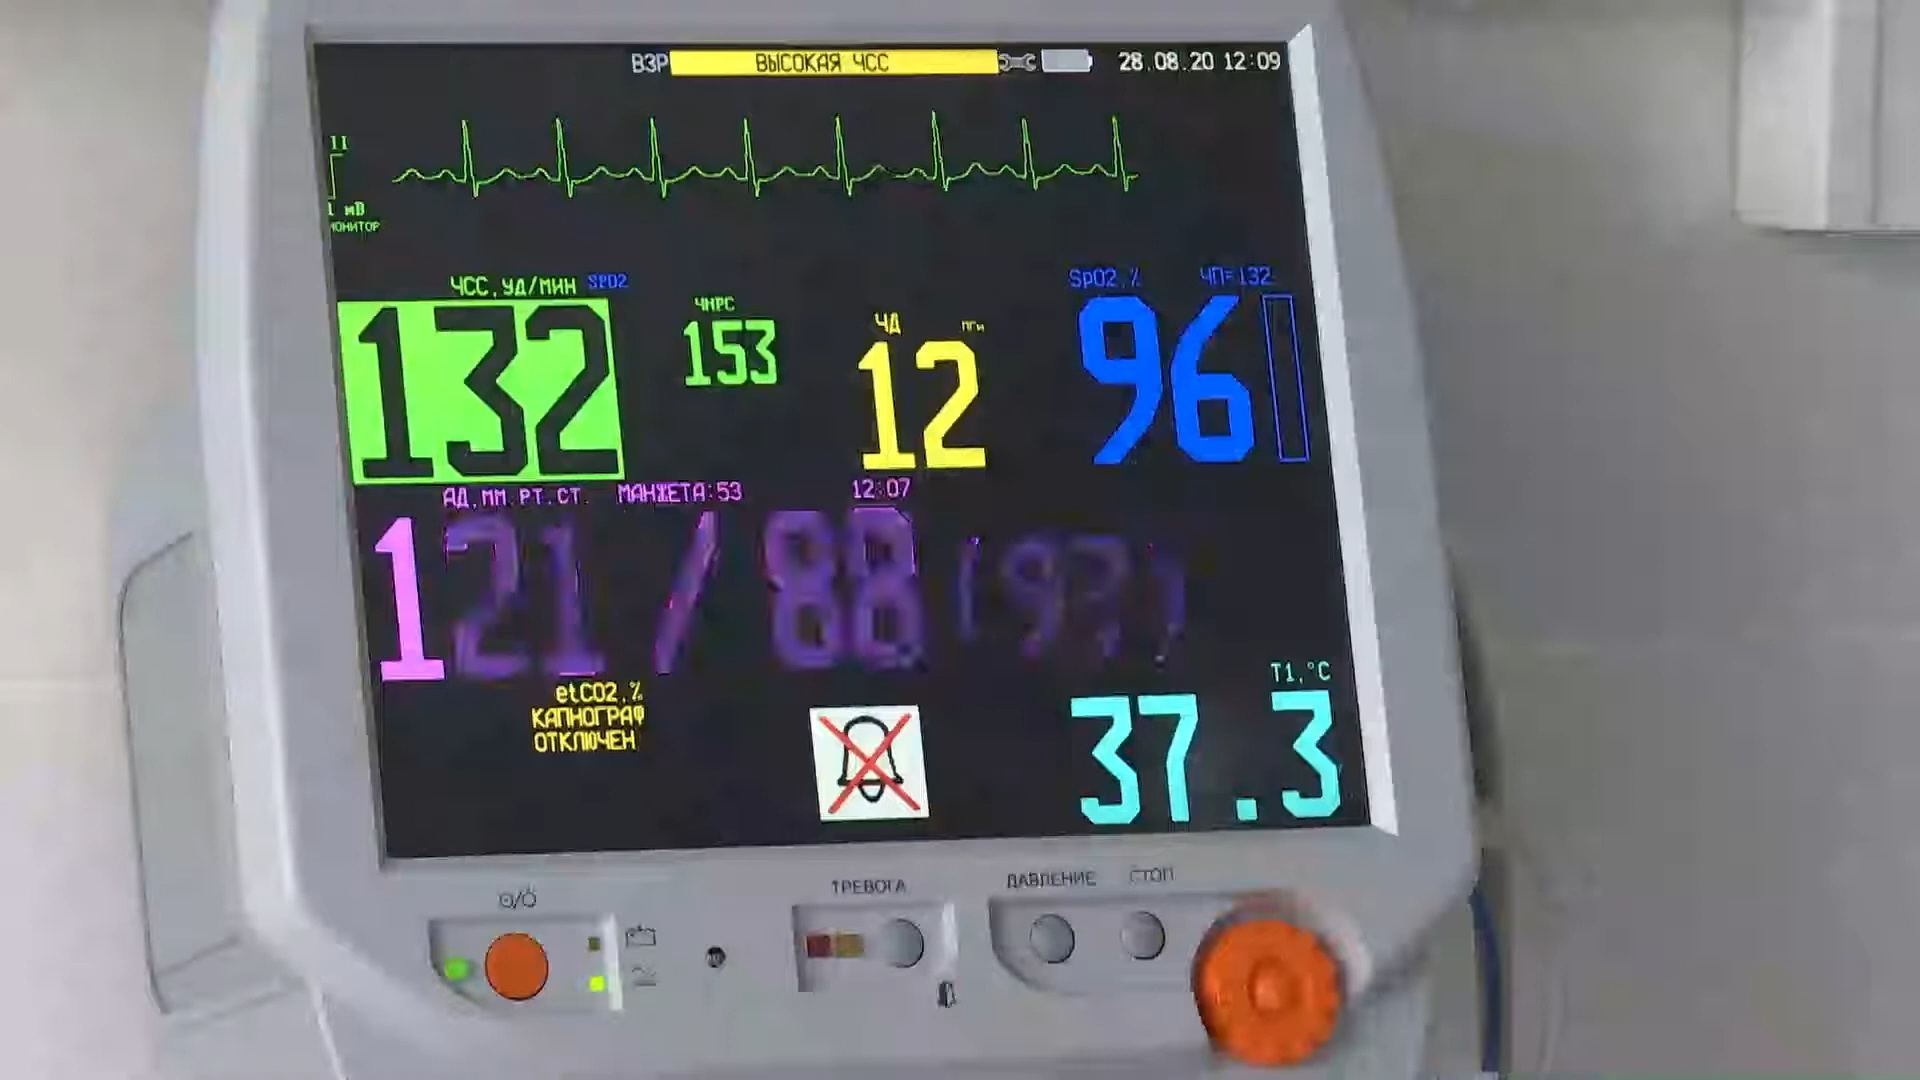 ВЗР ВЫСОКАЯ ЧСС 28.08.20 12:09
II
1 мВ
МОНИТОР
ЧСС,УД/МИН SPO2 ЧНРС ЧД SpO2,% ЧП=132
132 153 12 96
АД,ММ.РТ.СТ. МАНЖЕТА:53 12:07
121/88
etCO2,%
КАПНОГРАФ
ОТКЛЮЧЕН
T1,°C
37.3
ТРЕВОГА ДАВЛЕНИЕ СТОП